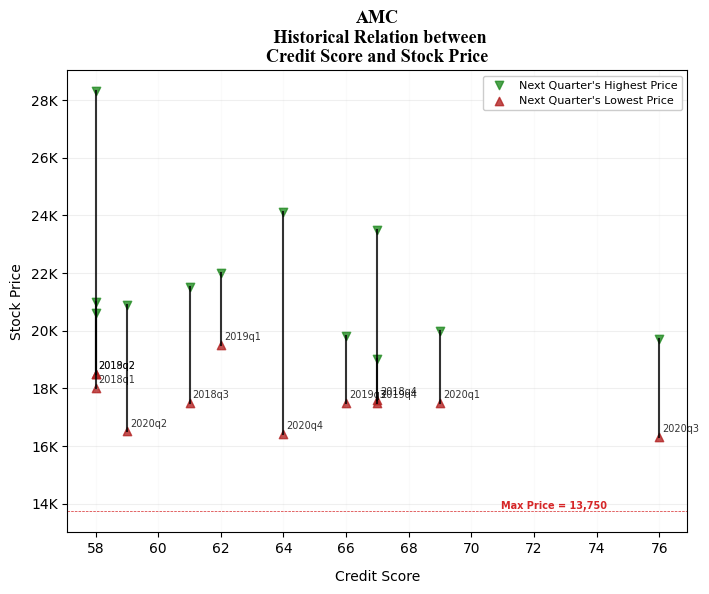 AMC
Historical Relation between
Credit Score and Stock Price
Next Quarter's Highest Price
Next Quarter's Lowest Price
Stock Price
28K
26K
24K
22K
20K
18K
16K
14K
2019q2
2018q1
2020q2
2018q3
2019q1
2020q4
2018q4
2019q4
2020q1
2020q3
Max Price = 13,750
58 60 62 64 66 68 70 72 74 76
Credit Score